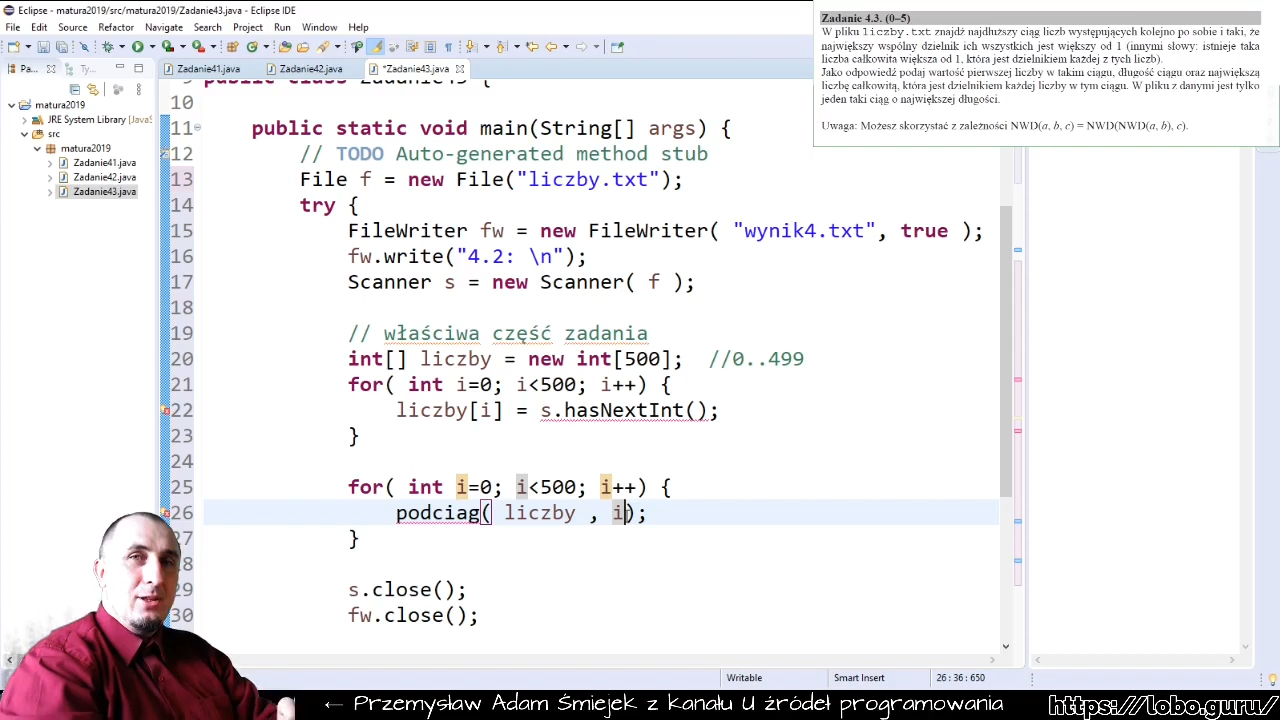 Eclipse - matura2019/src/matura2019/Zadanie43.java - Eclipse IDE
File Edit Source Refactor Navigate Search Project Run Window Help
Pa... Ty...
Zadanie41.java Zadanie42.java *Zadanie43.java
matura2019
JRE System Library [JavaS
src
matura2019
Zadanie41.java
Zadanie42.java
Zadanie43.java
9 public class Zadanie43 {
10
11 public static void main(String[] args) {
12 // TODO Auto-generated method stub
13 File f = new File("liczby.txt");
14 try {
15 FileWriter fw = new FileWriter( "wynik4.txt", true );
16 fw.write("4.2: \n");
17 Scanner s = new Scanner( f );
18
19 // właściwa część zadania
20 int[] liczby = new int[500]; //0..499
21 for( int i=0; i<500; i++) {
22 liczby[i] = s.hasNextInt();
23 }
24
25 for( int i=0; i<500; i++) {
26 podciag( liczby , i);
}
28
29 s.close();
30 fw.close();
Zadanie 4.3. (0–5)
W pliku liczby.txt znajdź najdłuższy ciąg liczb występujących kolejno po sobie i taki, że
największy wspólny dzielnik ich wszystkich jest większy od 1 (innymi słowy: istnieje taka
liczba całkowita większa od 1, która jest dzielnikiem każdej z tych liczb).
Jako odpowiedź podaj wartość pierwszej liczby w takim ciągu, długość ciągu oraz największą
liczbę całkowitą, która jest dzielnikiem każdej liczby w tym ciągu. W pliku z danymi jest tylko
jeden taki ciąg o największej długości.
Uwaga: Możesz skorzystać z zależności NWD(a, b, c) = NWD(NWD(a, b), c).
Writable Smart Insert 26 : 36 : 650
← Przemysław Adam Śmiejek z kanału U źródeł programowania https://lobo.guru/